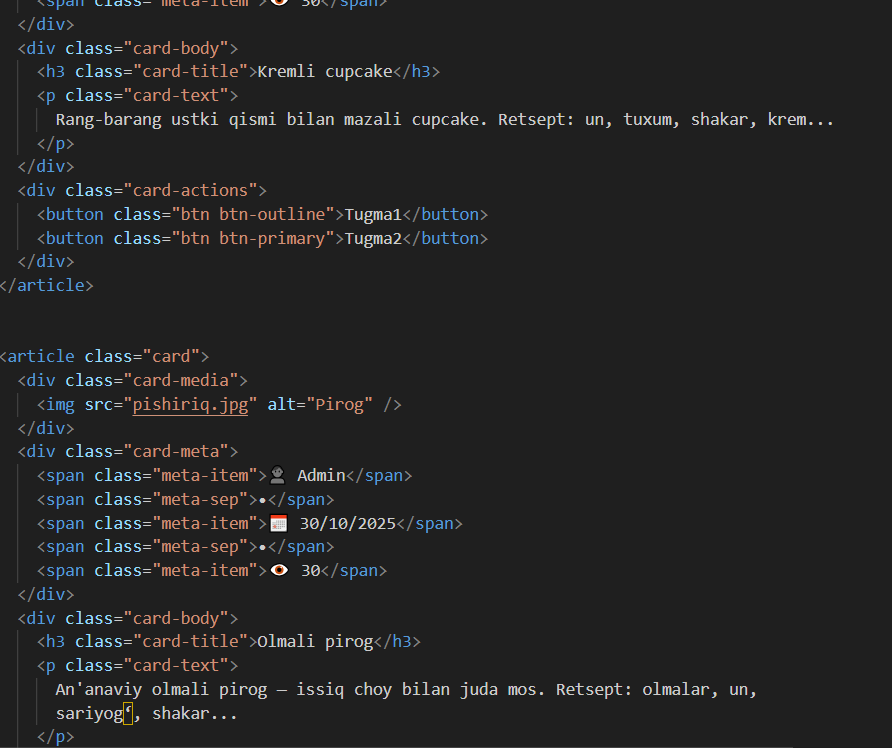 <span class="meta-item">👁 30</span>
</div>
<div class="card-body">
<h3 class="card-title">Kremli cupcake</h3>
<p class="card-text">
Rang-barang ustki qismi bilan mazali cupcake. Retsept: un, tuxum, shakar, krem...
</p>
</div>
<div class="card-actions">
<button class="btn btn-outline">Tugma1</button>
<button class="btn btn-primary">Tugma2</button>
</div>
</article>
<article class="card">
<div class="card-media">
<img src="pishiriq.jpg" alt="Pirog" />
</div>
<div class="card-meta">
<span class="meta-item">👤 Admin</span>
<span class="meta-sep">•</span>
<span class="meta-item">📅 30/10/2025</span>
<span class="meta-sep">•</span>
<span class="meta-item">👁 30</span>
</div>
<div class="card-body">
<h3 class="card-title">Olmali pirog</h3>
<p class="card-text">
An'anaviy olmali pirog — issiq choy bilan juda mos. Retsept: olmalar, un,
sariyog‘, shakar...
</p>